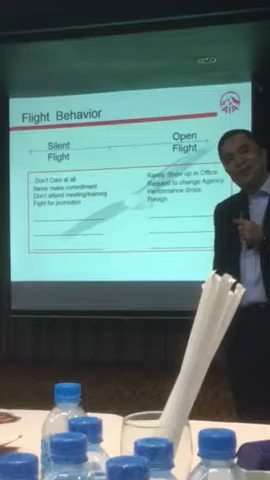 Flight Behavior
AIA
Silent
Flight
Open
Flight
Don't Care at all
Never make commitment
Don't attend meeting/training
Fight for promotion
Rarely Show up in Office
Request to change Agency
Performance drops
Resign